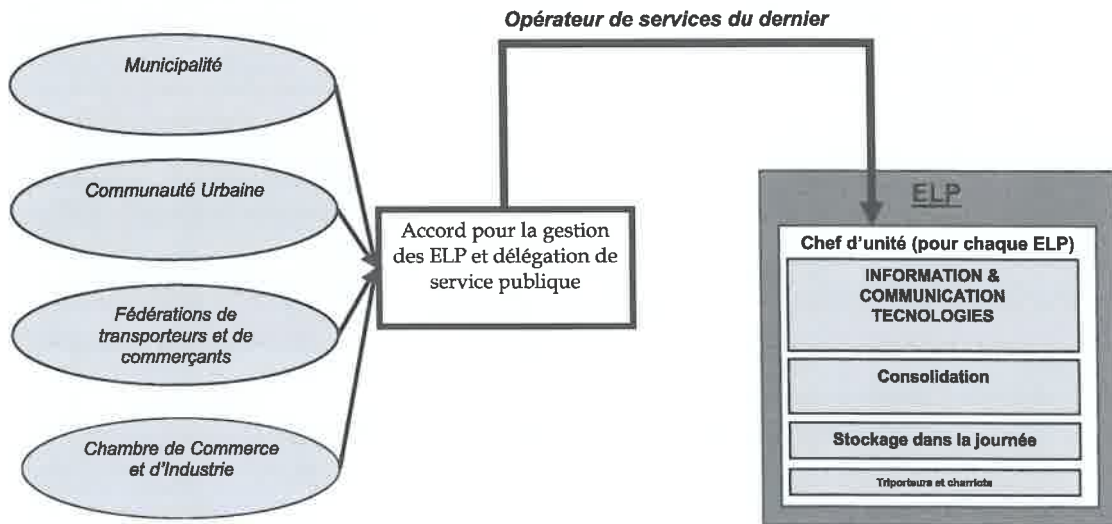 Opérateur de services du dernier
Municipalité
Communauté Urbaine
Fédérations de
transporteurs et de
commerçants
Chambre de Commerce
et d'Industrie
Accord pour la gestion
des ELP et délégation de
service publique
ELP
Chef d'unité (pour chaque ELP)
INFORMATION &
COMMUNICATION
TECNOLOGIES
Consolidation
Stockage dans la journée
Triporteurs et charriots